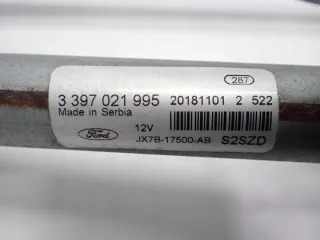 287
3 397 021 995 20181101 2 522
Made in Serbia
Ford 12V
JX7B-17500-AB S2SZD